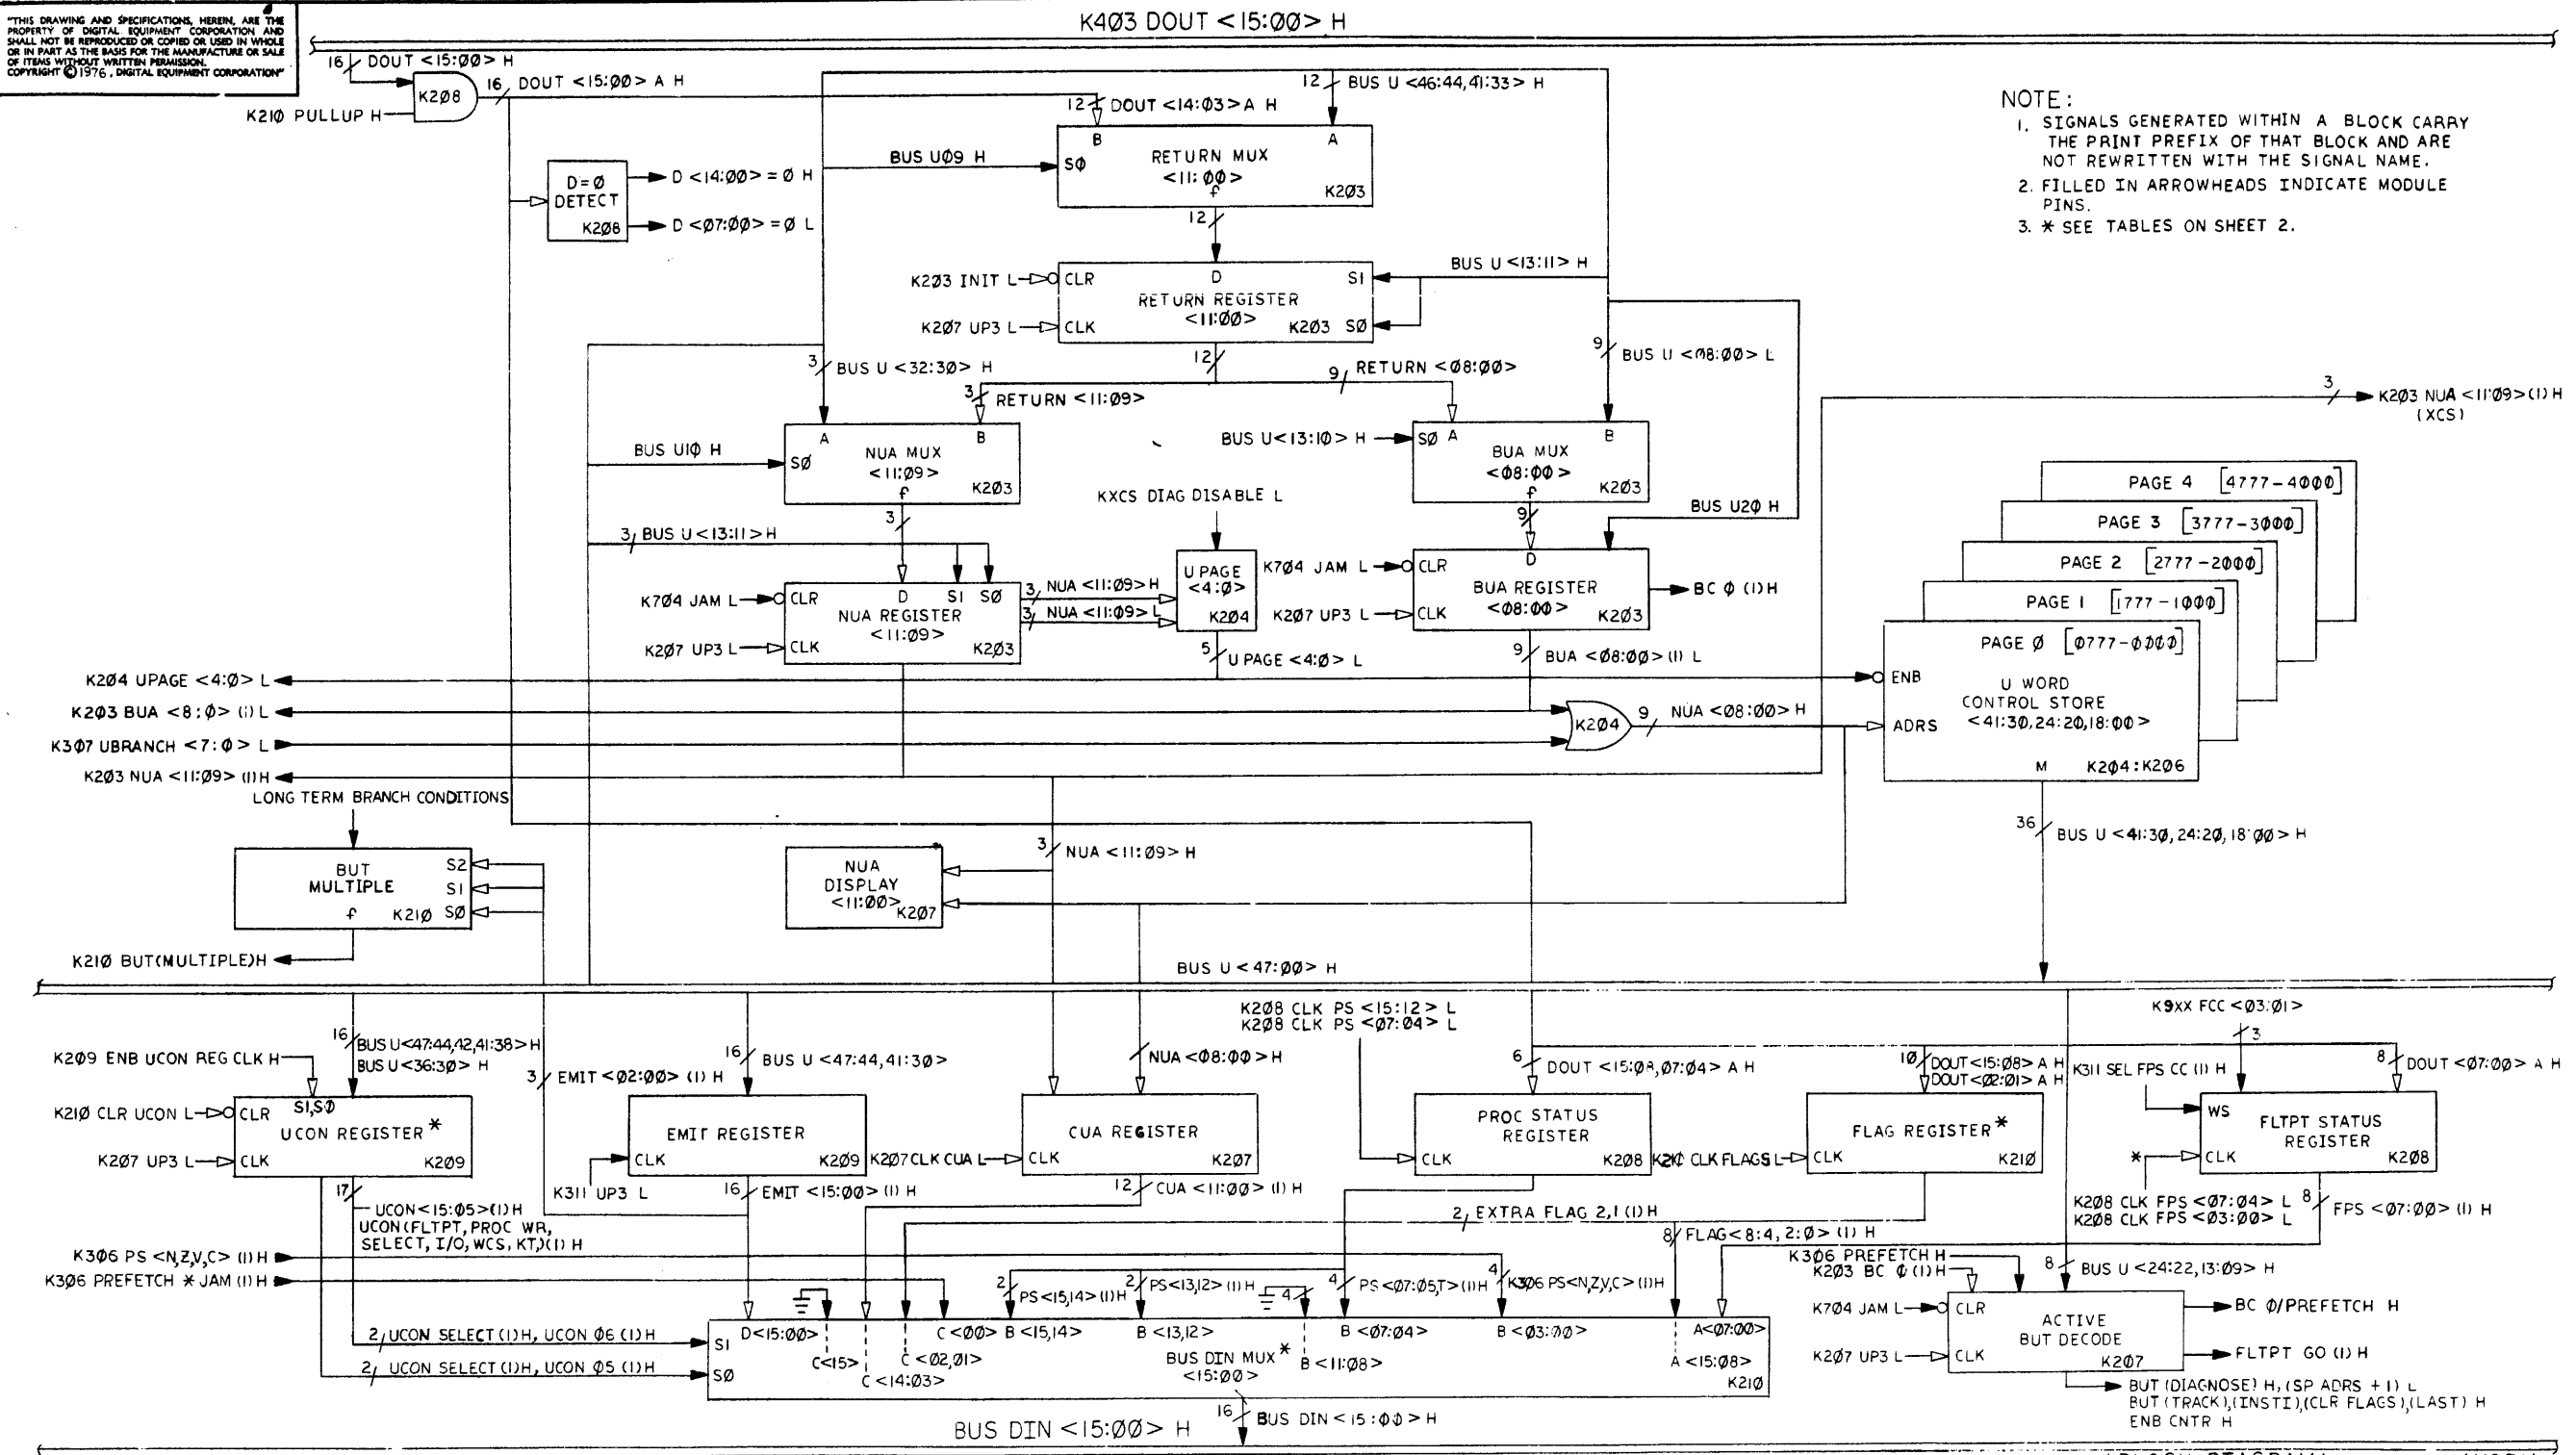 "THIS DRAWING AND SPECIFICATIONS, HEREIN, ARE THE
PROPERTY OF DIGITAL EQUIPMENT CORPORATION AND
SHALL NOT BE REPRODUCED OR COPIED OR USED IN WHOLE
OR IN PART AS THE BASIS FOR THE MANUFACTURE OR SALE
OF ITEMS WITHOUT WRITTEN PERMISSION.
COPYRIGHT © 1976, DIGITAL EQUIPMENT CORPORATION"
K4Ø3 DOUT <15:ØØ> H
16 DOUT <15:ØØ> H
K2Ø8
K21Ø PULLUP H
16 DOUT <15:ØØ> A H
12 DOUT <14:Ø3> A H
12 BUS U <46:44,41:33> H
NOTE:
1. SIGNALS GENERATED WITHIN A BLOCK CARRY
THE PRINT PREFIX OF THAT BLOCK AND ARE
NOT REWRITTEN WITH THE SIGNAL NAME.
2. FILLED IN ARROWHEADS INDICATE MODULE
PINS.
3. * SEE TABLES ON SHEET 2.
D=Ø
DETECT
K2Ø8
D <14:ØØ> = Ø H
D <Ø7:ØØ> = Ø L
BUS UØ9 H
B A
SØ
RETURN MUX
<11:ØØ>
f
K2Ø3
12
K2Ø3 INIT L
K2Ø7 UP3 L
CLR D S1
RETURN REGISTER
<11:ØØ>
CLK K2Ø3 SØ
BUS U <13:11> H
12
3 BUS U <32:30> H
3 RETURN <11:Ø9>
9 RETURN <Ø8:ØØ>
9 BUS U <Ø8:ØØ> L
3 K2Ø3 NUA <11:Ø9> (1) H
(XCS)
BUS U1Ø H
A B
SØ
NUA MUX
<11:Ø9>
f
K2Ø3
3
BUS U<13:1Ø> H
SØ A B
BUA MUX
<Ø8:ØØ>
f
K2Ø3
9
BUS U2Ø H
KXCS DIAG DISABLE L
3 BUS U <13:11> H
K7Ø4 JAM L
K2Ø7 UP3 L
CLR D S1 SØ
NUA REGISTER
<11:Ø9>
CLK K2Ø3
3 NUA <11:Ø9> H
3 NUA <11:Ø9> L
U PAGE
<4:Ø>
K2Ø4
5 U PAGE <4:Ø> L
K7Ø4 JAM L
K2Ø7 UP3 L
CLR D
BUA REGISTER
<Ø8:ØØ>
CLK K2Ø3
BC Ø (1) H
9 BUA <Ø8:ØØ> (1) L
PAGE 4 [4777-4ØØØ]
PAGE 3 [3777-3ØØØ]
PAGE 2 [2777-2ØØØ]
PAGE 1 [1777-1ØØØ]
PAGE Ø [Ø777-ØØØØ]
ENB
U WORD
CONTROL STORE
<41:30,24:20,18:ØØ>
ADRS
M K2Ø4:K2Ø6
K2Ø4 UPAGE <4:Ø> L
K2Ø3 BUA <8:Ø> (1) L
K3Ø7 UBRANCH <7:Ø> L
K2Ø3 NUA <11:Ø9> (1) H
K2Ø4
9 NUA <Ø8:ØØ> H
36 BUS U <41:30,24:20,18:ØØ> H
LONG TERM BRANCH CONDITIONS
BUT
MULTIPLE
f K21Ø
S2
S1
SØ
K21Ø BUT(MULTIPLE) H
NUA
DISPLAY
<11:ØØ>
K2Ø7
3 NUA <11:Ø9> H
BUS U <47:ØØ> H
K2Ø9 ENB UCON REG CLK H
16 BUS U<47:44,42,41:38> H
BUS U<36:30> H
K21Ø CLR UCON L
K2Ø7 UP3 L
S1,SØ
CLR
UCON REGISTER *
CLK K2Ø9
3 EMIT <Ø2:ØØ> (1) H
16 BUS U <47:44,41:30>
EMIT REGISTER
CLK K2Ø9
K311 UP3 L
NUA <Ø8:ØØ> H
CUA REGISTER
K2Ø7 CLK CUA L
CLK K2Ø7
K2Ø8 CLK PS <15:12> L
K2Ø8 CLK PS <Ø7:Ø4> L
6 DOUT <15:Ø8,Ø7:Ø4> A H
PROC STATUS
REGISTER
CLK K2Ø8
10 DOUT <15:Ø8> A H
DOUT <Ø2:Ø1> A H
FLAG REGISTER *
CLK FLAGS L
CLK K21Ø
K9XX FCC <Ø3:Ø1>
3
K311 SEL FPS CC (1) H
8 DOUT <Ø7:ØØ> A H
WS
FLTPT STATUS
REGISTER
* CLK K2Ø8
K2Ø8 CLK FPS <Ø7:Ø4> L
K2Ø8 CLK FPS <Ø3:ØØ> L
8 FPS <Ø7:ØØ> (1) H
17
UCON <15:Ø5> (1) H
UCON (FLTPT, PROC WR,
SELECT, I/O, WCS, KT,) (1) H
16 EMIT <15:ØØ> (1) H
12 CUA <11:ØØ> (1) H
2 EXTRA FLAG 2,1 (1) H
8 FLAG <8:4, 2:Ø> (1) H
K3Ø6 PS <N,Z,V,C> (1) H
K3Ø6 PREFETCH * JAM (1) H
2 PS <15,14> (1) H
2 PS <13,12> (1) H
4
4 PS <Ø7:Ø5,T> (1) H
4 K3Ø6 PS <N,Z,V,C> (1) H
2 UCON SELECT (1) H, UCON Ø6 (1) H
2 UCON SELECT (1) H, UCON Ø5 (1) H
S1
SØ
D <15:ØØ>
C <15>
C <14:Ø3>
C <Ø2,Ø1>
C <ØØ>
B <15,14>
B <13,12>
BUS DIN MUX *
<15:ØØ>
B <11:Ø8>
B <Ø7:Ø4>
B <Ø3:ØØ>
A <Ø7:ØØ>
A <15:Ø8>
K21Ø
K3Ø6 PREFETCH H
K2Ø3 BC Ø (1) H
8 BUS U <24:22,13:Ø9> H
K7Ø4 JAM L
K2Ø7 UP3 L
CLR
ACTIVE
BUT DECODE
CLK K2Ø7
BC Ø/PREFETCH H
FLTPT GO (1) H
BUT (DIAGNOSE) H, (SP ADRS + 1) L
BUT (TRACK), (INST1), (CLR FLAGS), (LAST) H
ENB CNTR H
BUS DIN <15:ØØ> H
16 BUS DIN <15:ØØ> H